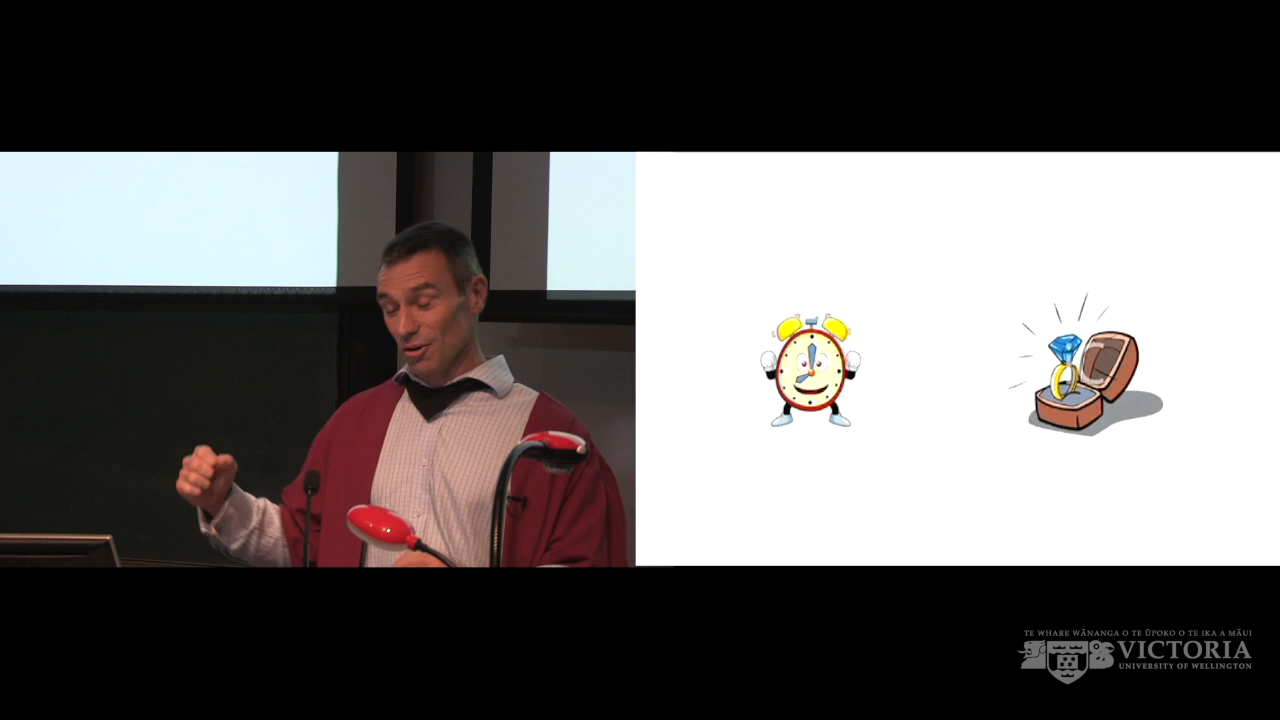 TE WHARE WĀNANGA O TE ŪPOKO O TE IKA A MĀUI
VICTORIA
UNIVERSITY OF WELLINGTON